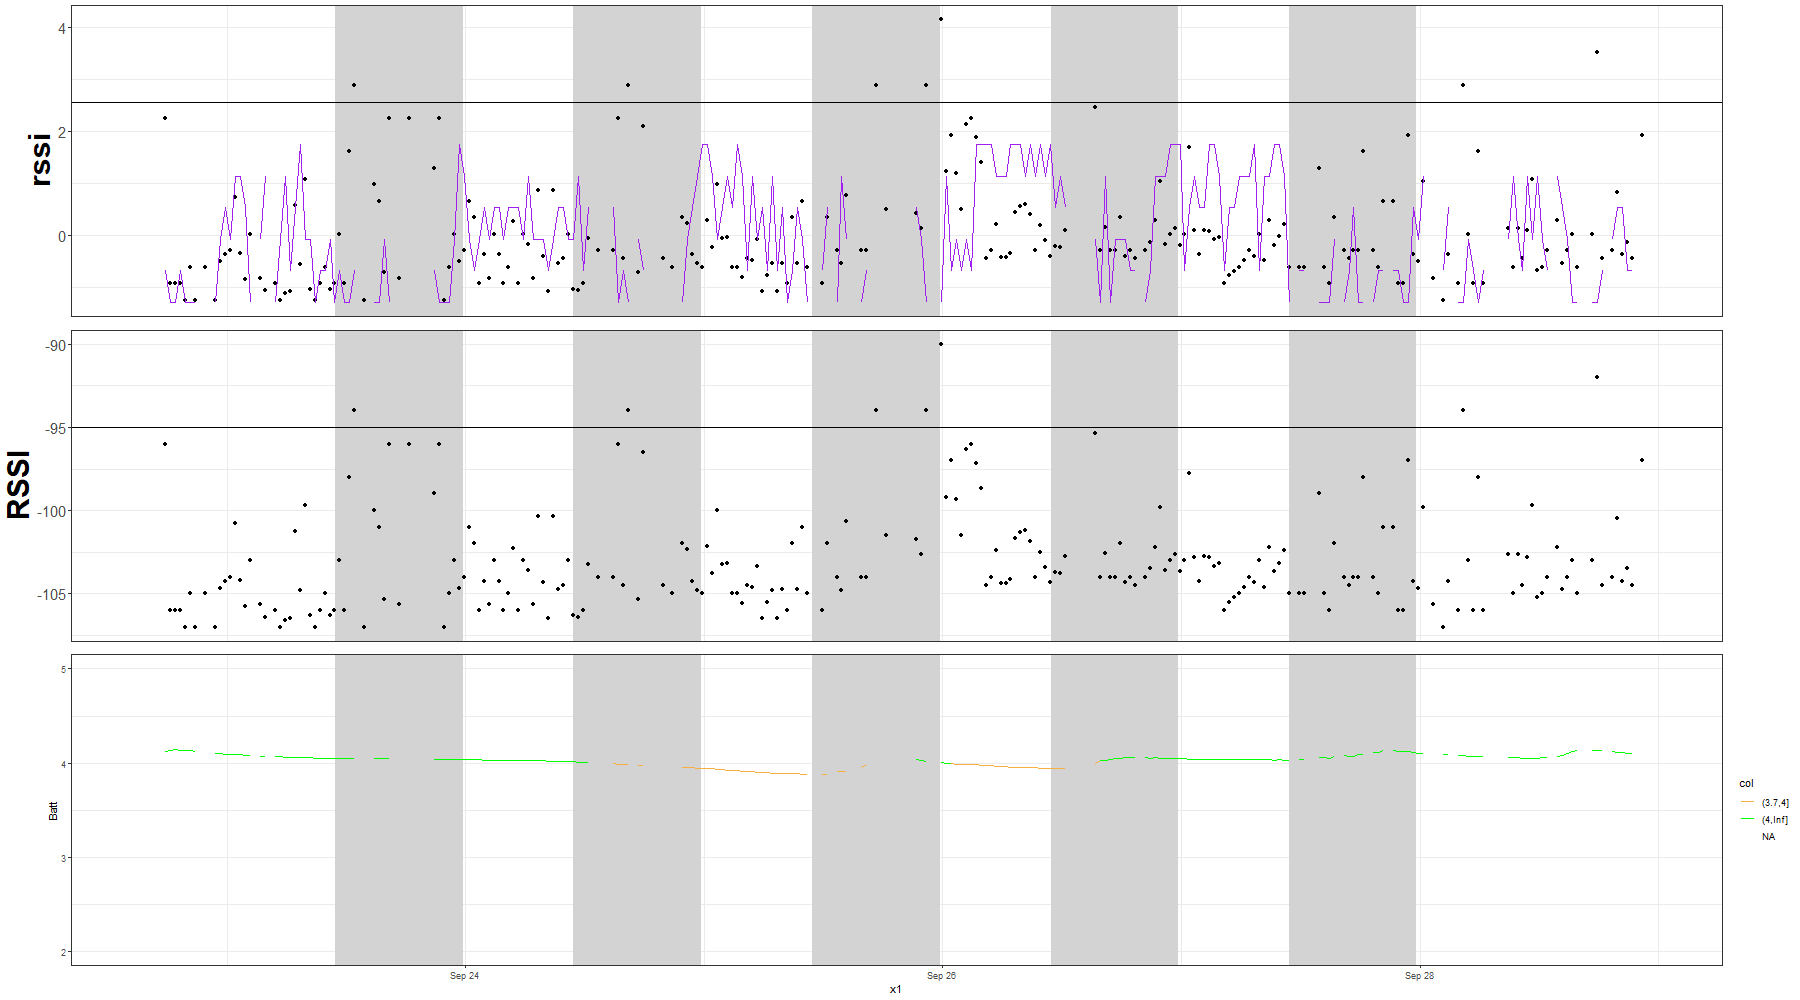 rssi
4
2
0
RSSI
-90
-95
-100
-105
Batt
5
4
3
2
Sep 24
Sep 26
Sep 28
x1
col
(3.7,4]
(4,Inf]
NA